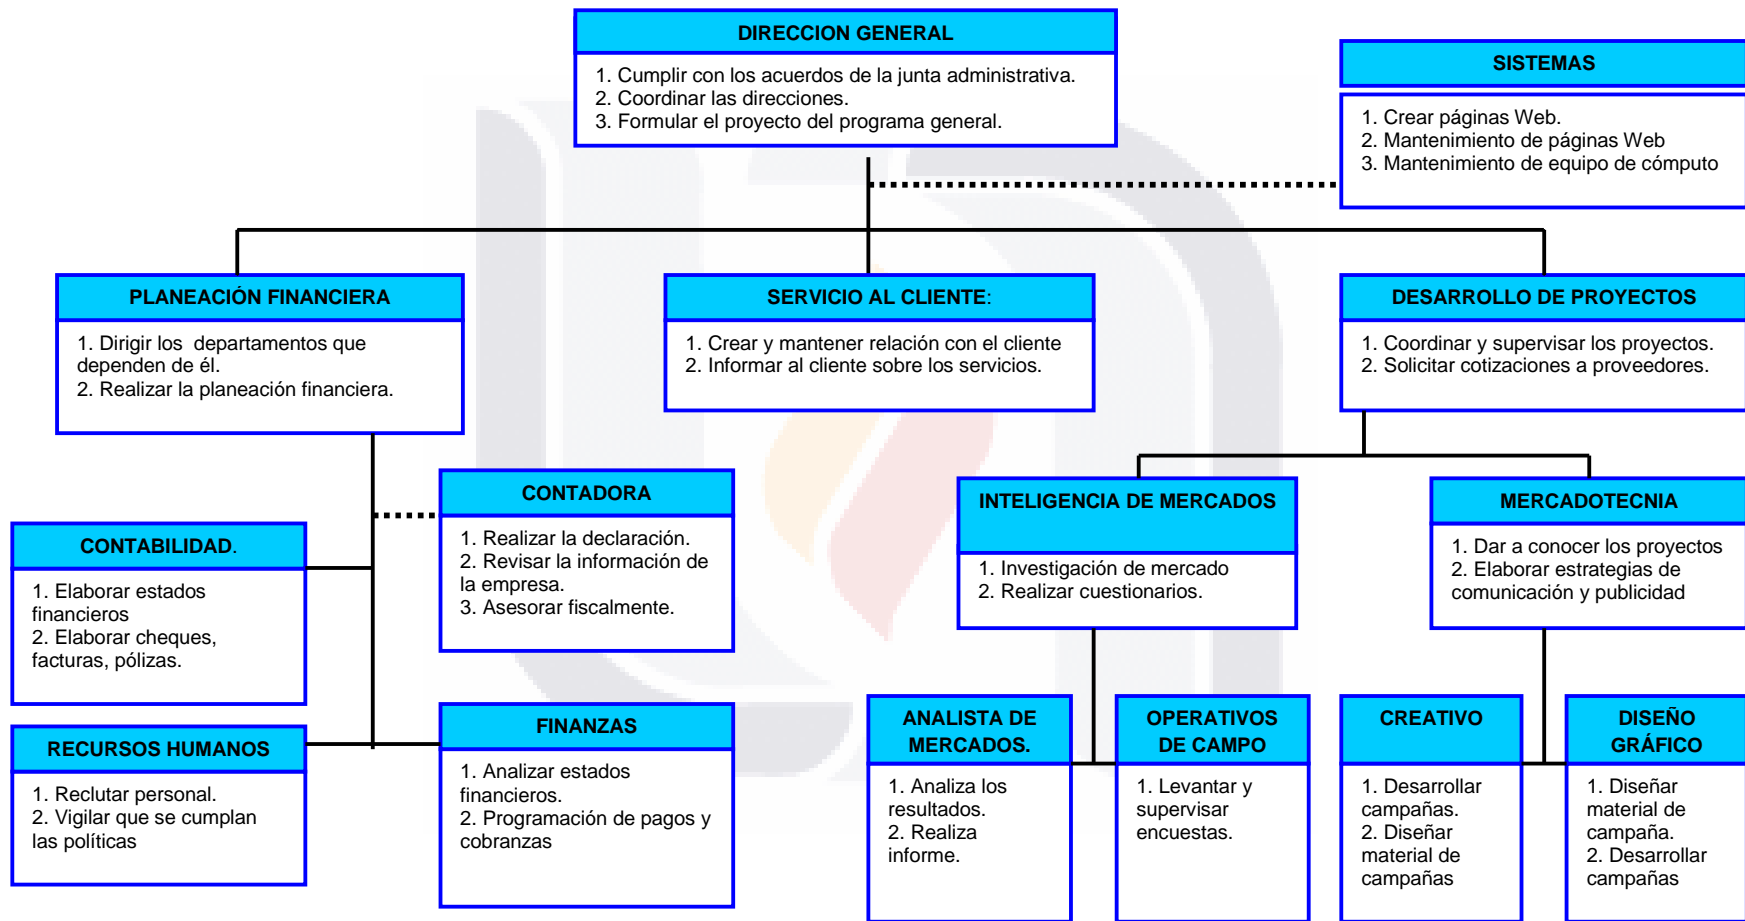 DIRECCION GENERAL
1. Cumplir con los acuerdos de la junta administrativa.
2. Coordinar las direcciones.
3. Formular el proyecto del programa general.
SISTEMAS
1. Crear páginas Web.
2. Mantenimiento de páginas Web
3. Mantenimiento de equipo de cómputo
PLANEACIÓN FINANCIERA
1. Dirigir los departamentos que
dependen de él.
2. Realizar la planeación financiera.
SERVICIO AL CLIENTE:
1. Crear y mantener relación con el cliente
2. Informar al cliente sobre los servicios.
DESARROLLO DE PROYECTOS
1. Coordinar y supervisar los proyectos.
2. Solicitar cotizaciones a proveedores.
CONTADORA
1. Realizar la declaración.
2. Revisar la información de
la empresa.
3. Asesorar fiscalmente.
CONTABILIDAD.
1. Elaborar estados
financieros
2. Elaborar cheques,
facturas, pólizas.
INTELIGENCIA DE MERCADOS
1. Investigación de mercado
2. Realizar cuestionarios.
MERCADOTECNIA
1. Dar a conocer los proyectos
2. Elaborar estrategias de
comunicación y publicidad
RECURSOS HUMANOS
1. Reclutar personal.
2. Vigilar que se cumplan
las políticas
FINANZAS
1. Analizar estados
financieros.
2. Programación de pagos y
cobranzas
ANALISTA DE
MERCADOS.
1. Analiza los
resultados.
2. Realiza
informe.
OPERATIVOS
DE CAMPO
1. Levantar y
supervisar
encuestas.
CREATIVO
1. Desarrollar
campañas.
2. Diseñar
material de
campañas
DISEÑO
GRÁFICO
1. Diseñar
material de
campaña.
2. Desarrollar
campañas